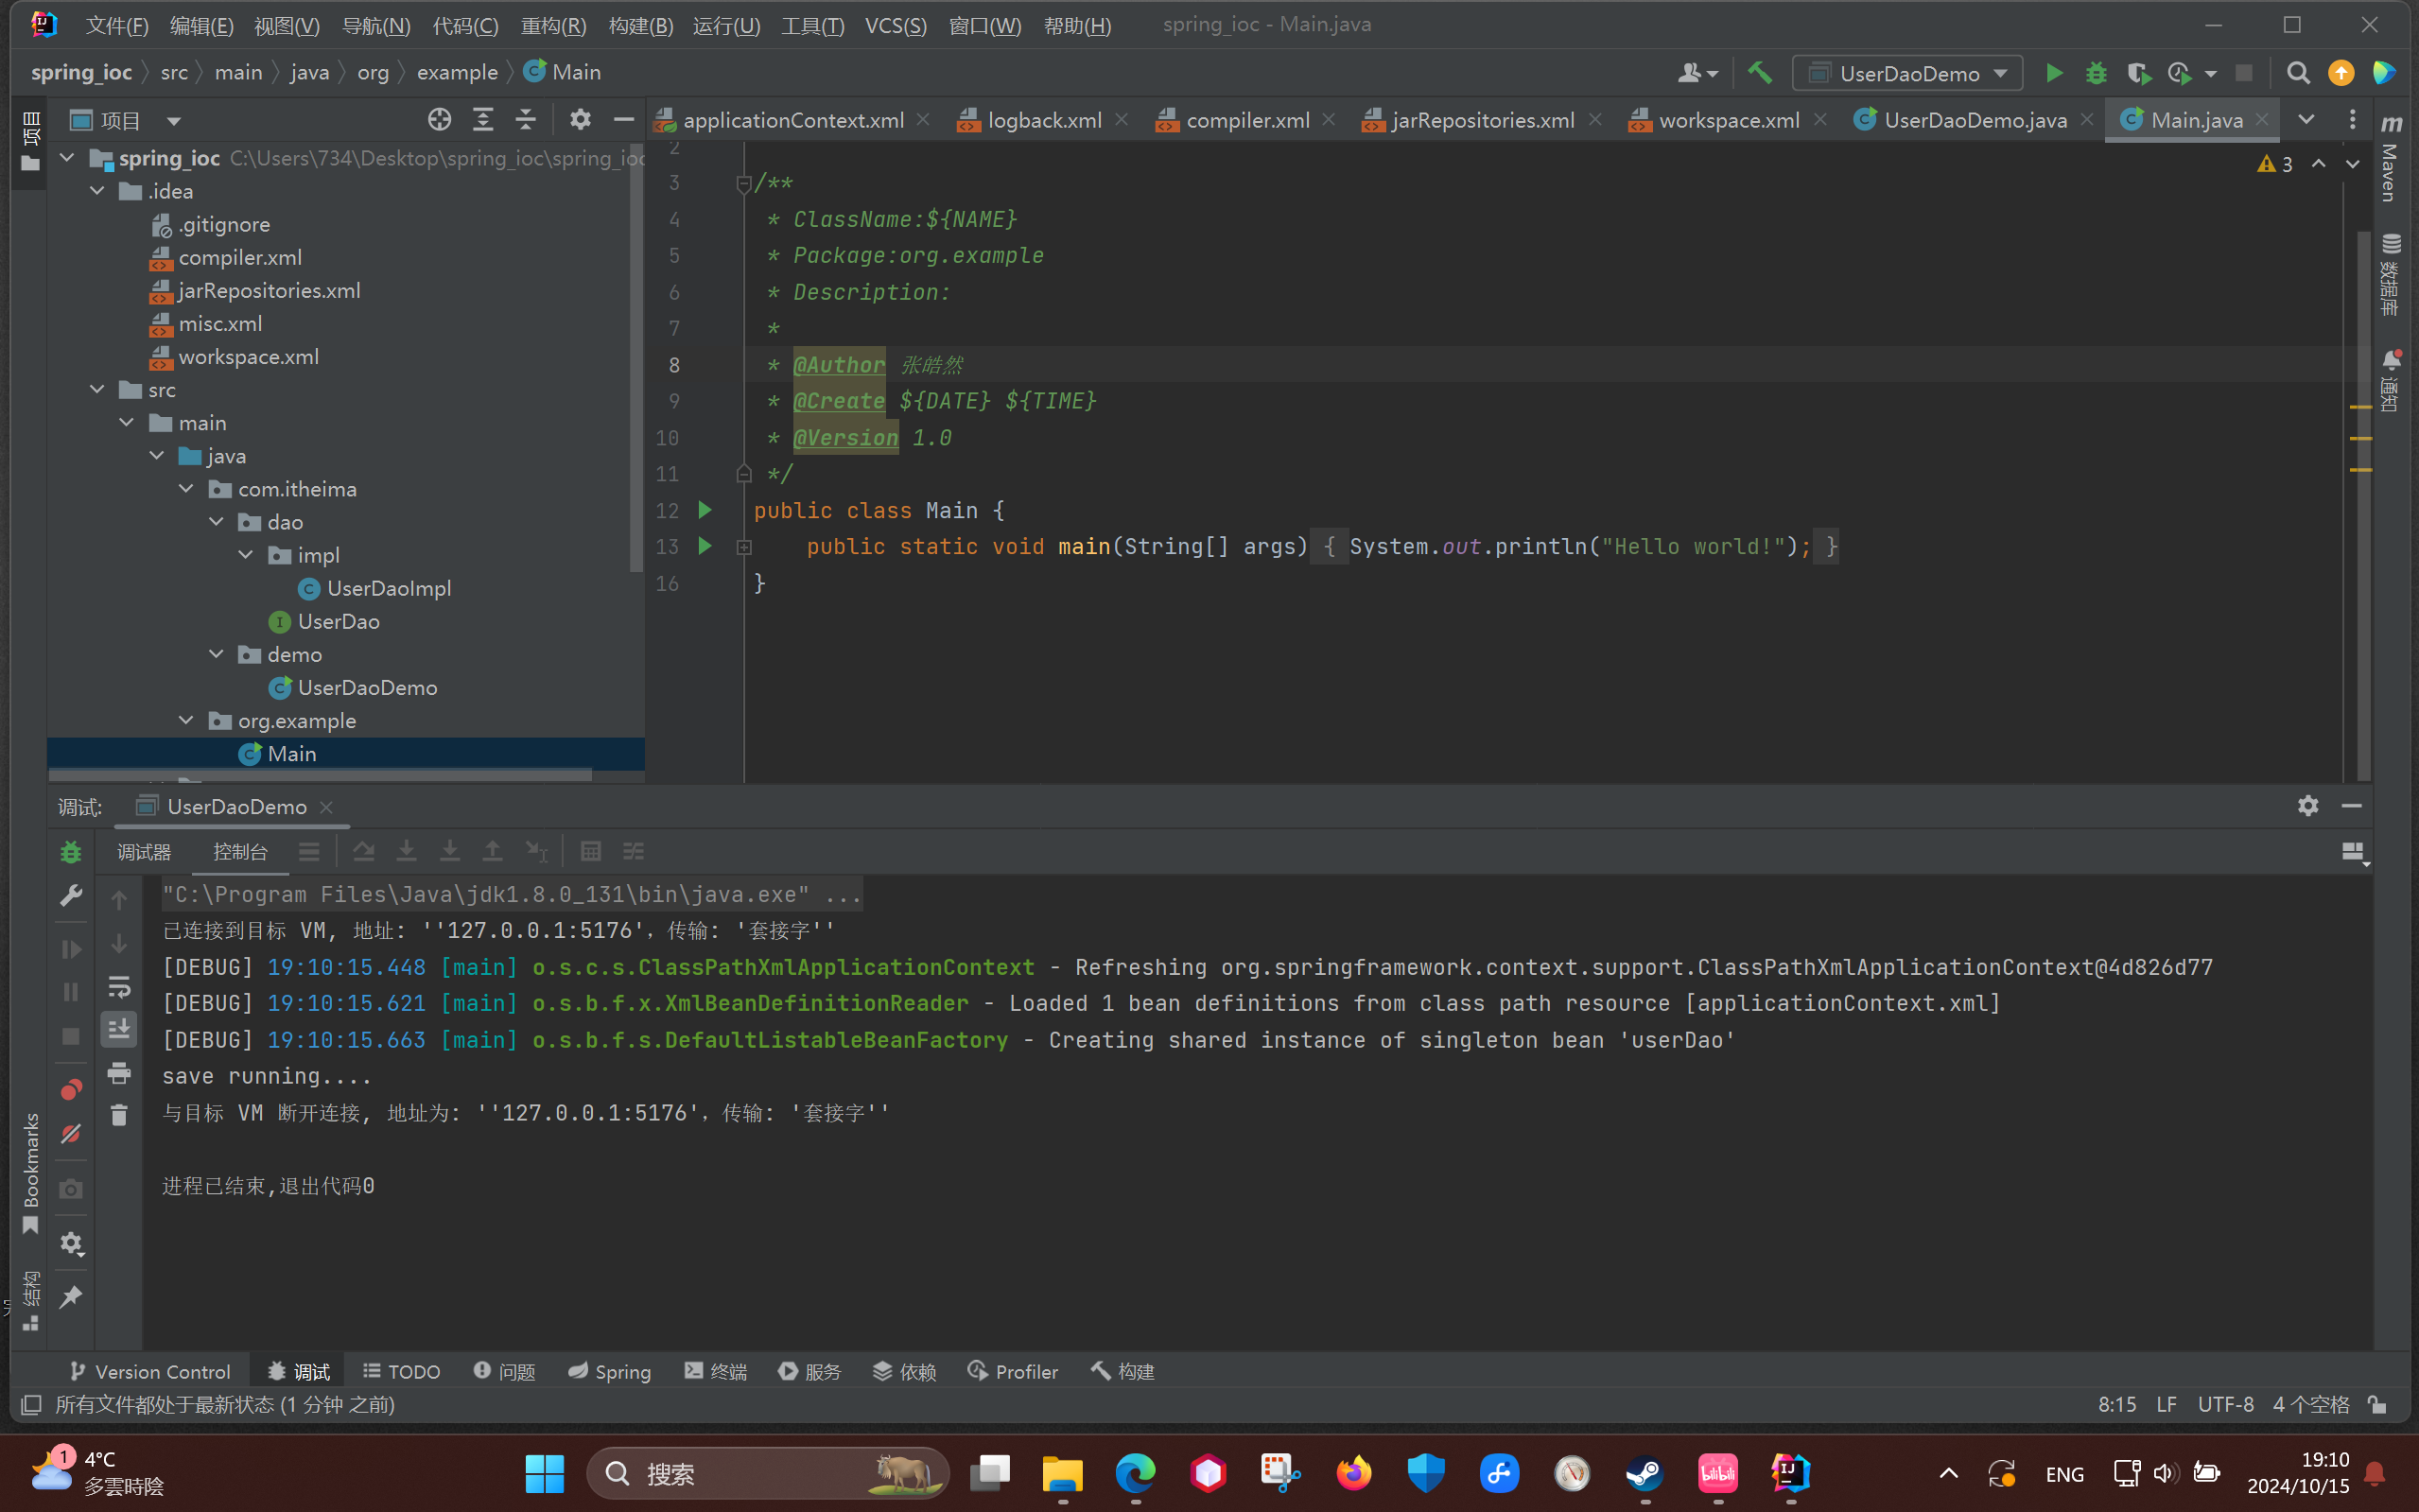 文件(F) 编辑(E) 视图(V) 导航(N) 代码(C) 重构(R) 构建(B) 运行(U) 工具(T) VCS(S) 窗口(W) 帮助(H) spring_ioc - Main.java
spring_ioc src main java org example Main
UserDaoDemo
项目
项目
spring_ioc C:\Users\734\Desktop\spring_ioc\spring_ioc
.idea
.gitignore
compiler.xml
jarRepositories.xml
misc.xml
workspace.xml
src
main
java
com.itheima
dao
impl
UserDaoImpl
UserDao
demo
UserDaoDemo
org.example
Main
applicationContext.xml logback.xml compiler.xml jarRepositories.xml workspace.xml UserDaoDemo.java Main.java
3
2
3 /**
4 * ClassName:${NAME}
5 * Package:org.example
6 * Description:
7 *
8 * @Author 张皓然
9 * @Create ${DATE} ${TIME}
10 * @Version 1.0
11 */
12 public class Main {
13 public static void main(String[] args) { System.out.println("Hello world!"); }
16 }
Maven
数据库
通知
调试: UserDaoDemo
调试器 控制台
"C:\Program Files\Java\jdk1.8.0_131\bin\java.exe" ...
已连接到目标 VM, 地址: ''127.0.0.1:5176', 传输: '套接字''
[DEBUG] 19:10:15.448 [main] o.s.c.s.ClassPathXmlApplicationContext - Refreshing org.springframework.context.support.ClassPathXmlApplicationContext@4d826d77
[DEBUG] 19:10:15.621 [main] o.s.b.f.x.XmlBeanDefinitionReader - Loaded 1 bean definitions from class path resource [applicationContext.xml]
[DEBUG] 19:10:15.663 [main] o.s.b.f.s.DefaultListableBeanFactory - Creating shared instance of singleton bean 'userDao'
save running....
与目标 VM 断开连接, 地址为: ''127.0.0.1:5176', 传输: '套接字''
进程已结束,退出代码0
Bookmarks
结构
Version Control 调试 TODO 问题 Spring 终端 服务 依赖 Profiler 构建
所有文件都处于最新状态 (1 分钟 之前)
8:15 LF UTF-8 4 个空格
1
4°C
多雲時陰
搜索
bilibili
ENG
19:10
2024/10/15